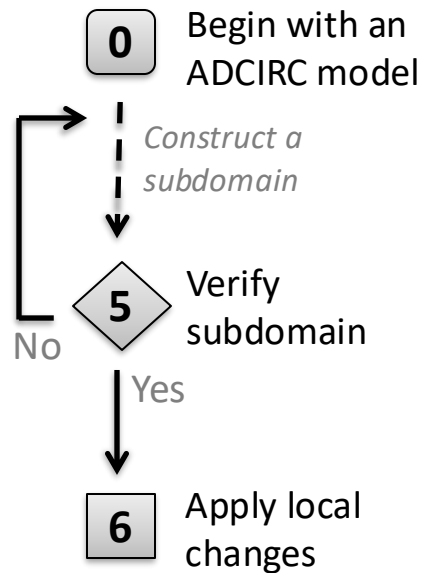 0
Begin with an
ADCIRC model
Construct a
subdomain
5
Verify
subdomain
No
Yes
6
Apply local
changes